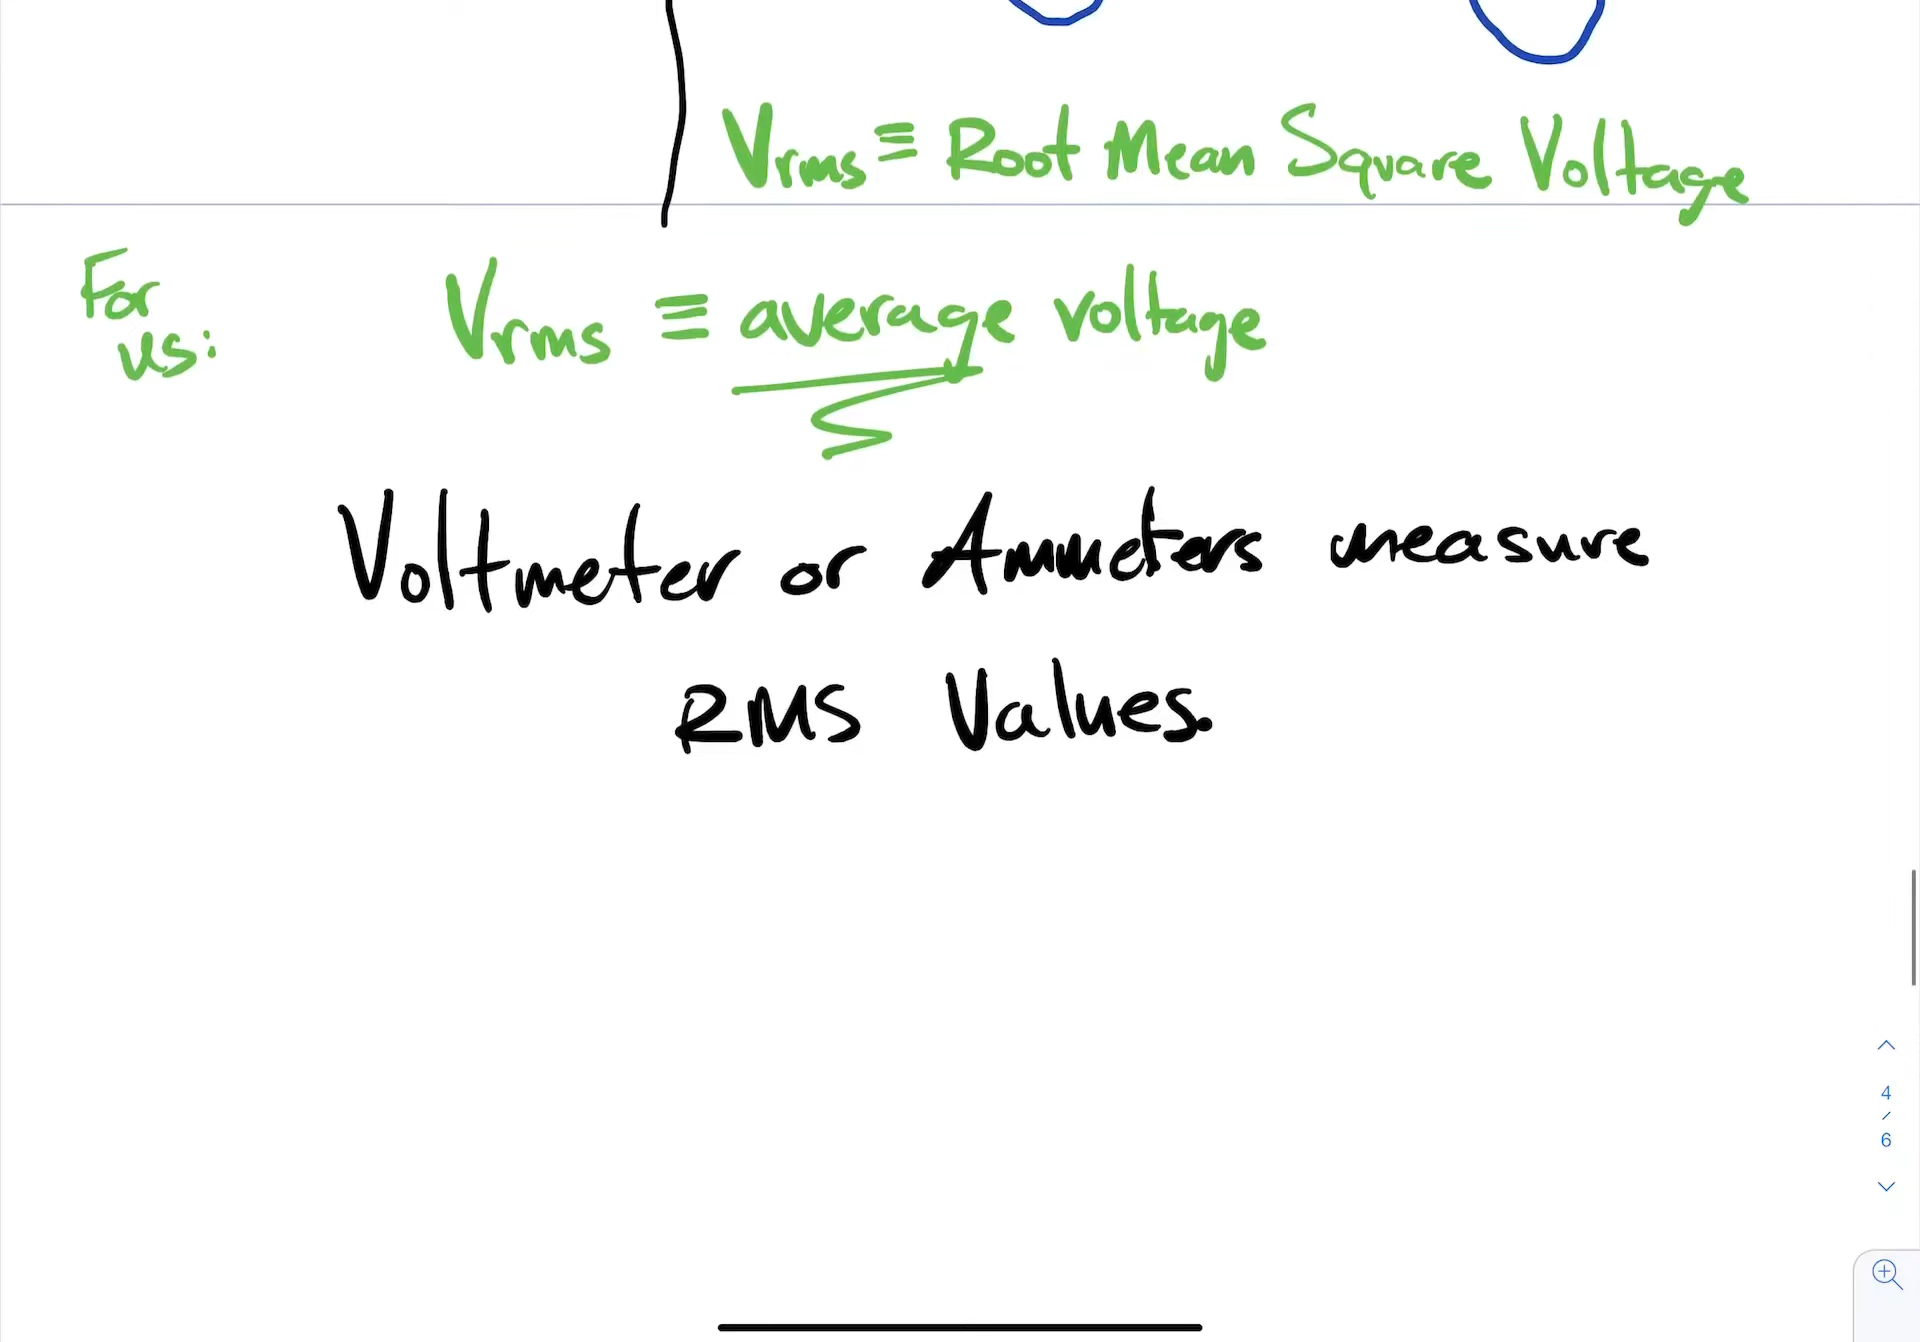 Vrms ≡ Root Mean Square Voltage
For
us:
Vrms ≡ average voltage
Voltmeter or Ammeters measure
RMS Values.
4
/
6